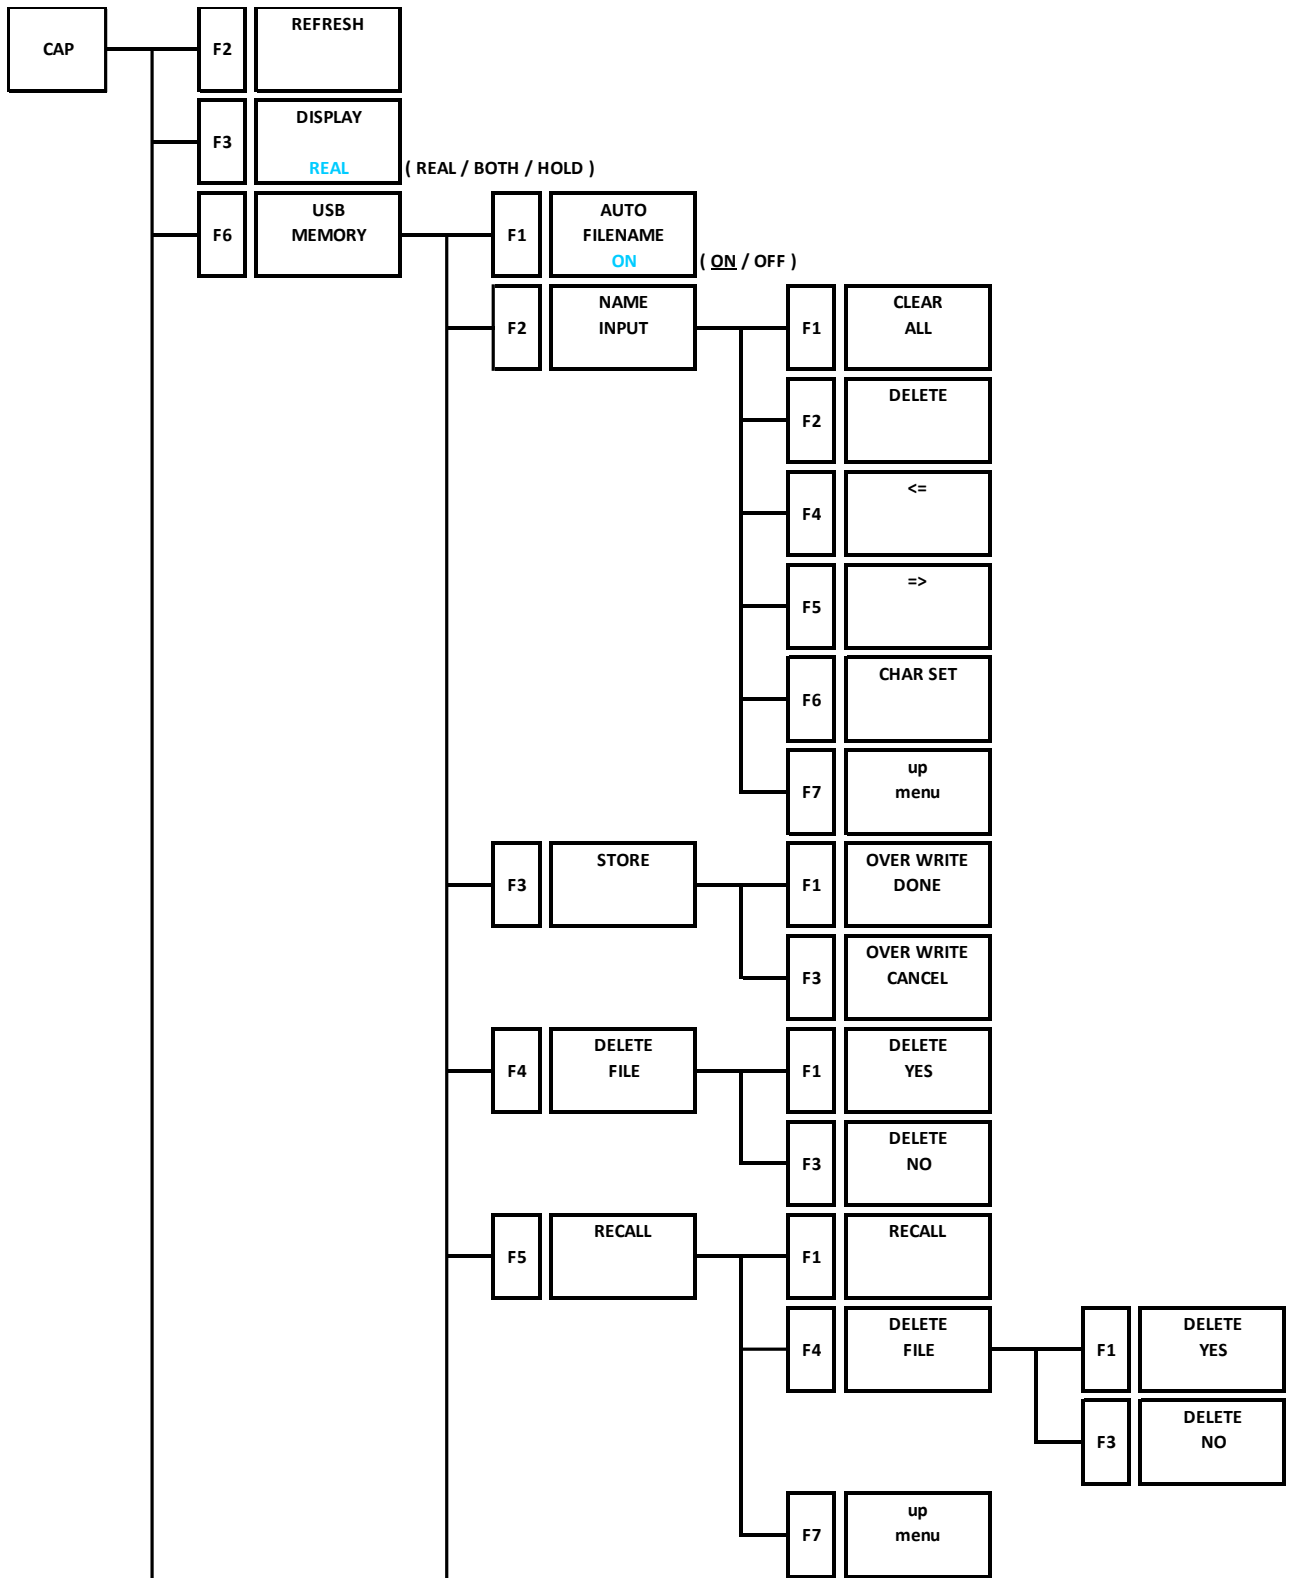 CAP
F2
REFRESH
F3
DISPLAY
REAL
( REAL / BOTH / HOLD )
F6
USB
MEMORY
F1
AUTO
FILENAME
ON
( ON / OFF )
F2
NAME
INPUT
F1
CLEAR
ALL
F2
DELETE
F4
<=
F5
=>
F6
CHAR SET
F7
up
menu
F3
STORE
F1
OVER WRITE
DONE
F3
OVER WRITE
CANCEL
F4
DELETE
FILE
F1
DELETE
YES
F3
DELETE
NO
F5
RECALL
F1
RECALL
F4
DELETE
FILE
F1
DELETE
YES
F3
DELETE
NO
F7
up
menu